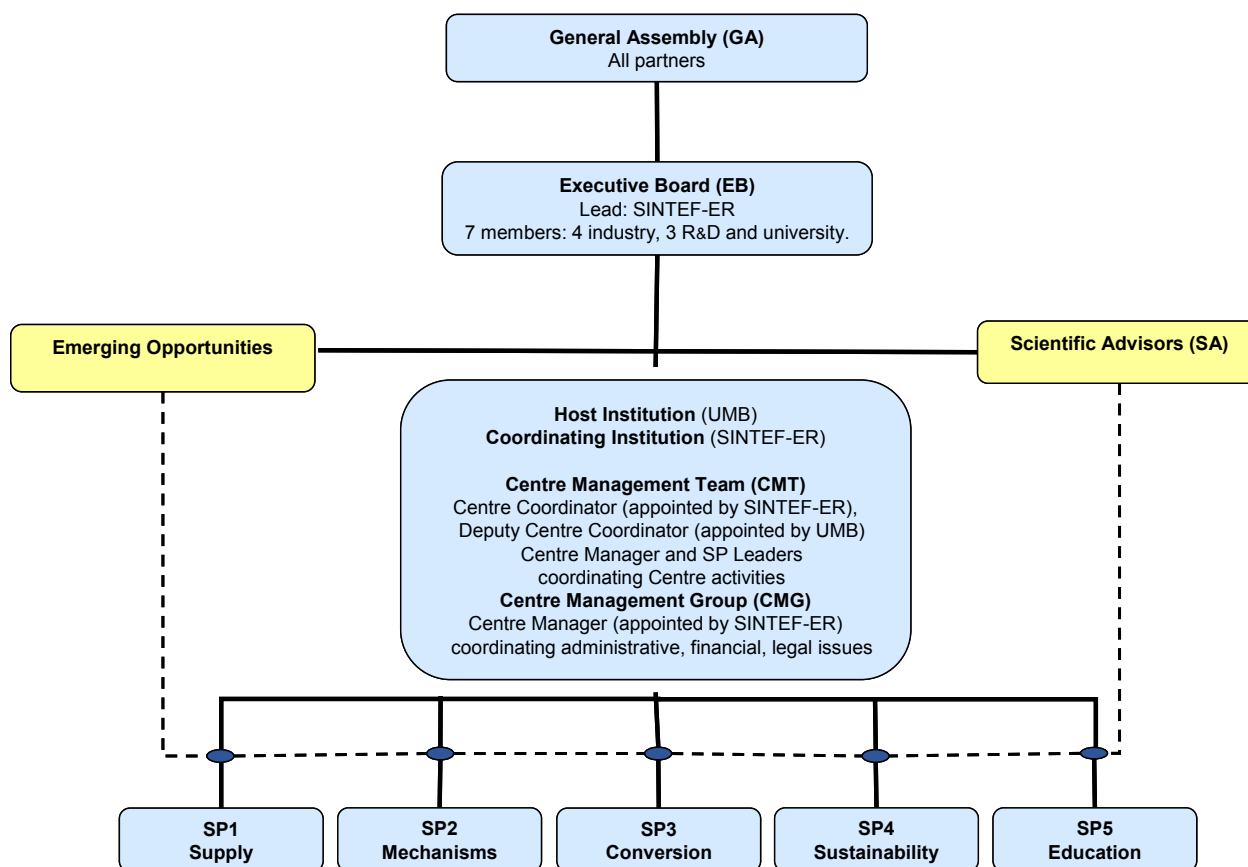 General Assembly (GA)
All partners
Executive Board (EB)
Lead: SINTEF-ER
7 members: 4 industry, 3 R&D and university.
Emerging Opportunities
Scientific Advisors (SA)
Host Institution (UMB)
Coordinating Institution (SINTEF-ER)
Centre Management Team (CMT)
Centre Coordinator (appointed by SINTEF-ER),
Deputy Centre Coordinator (appointed by UMB)
Centre Manager and SP Leaders
coordinating Centre activities
Centre Management Group (CMG)
Centre Manager (appointed by SINTEF-ER)
coordinating administrative, financial, legal issues
SP1
Supply
SP2
Mechanisms
SP3
Conversion
SP4
Sustainability
SP5
Education